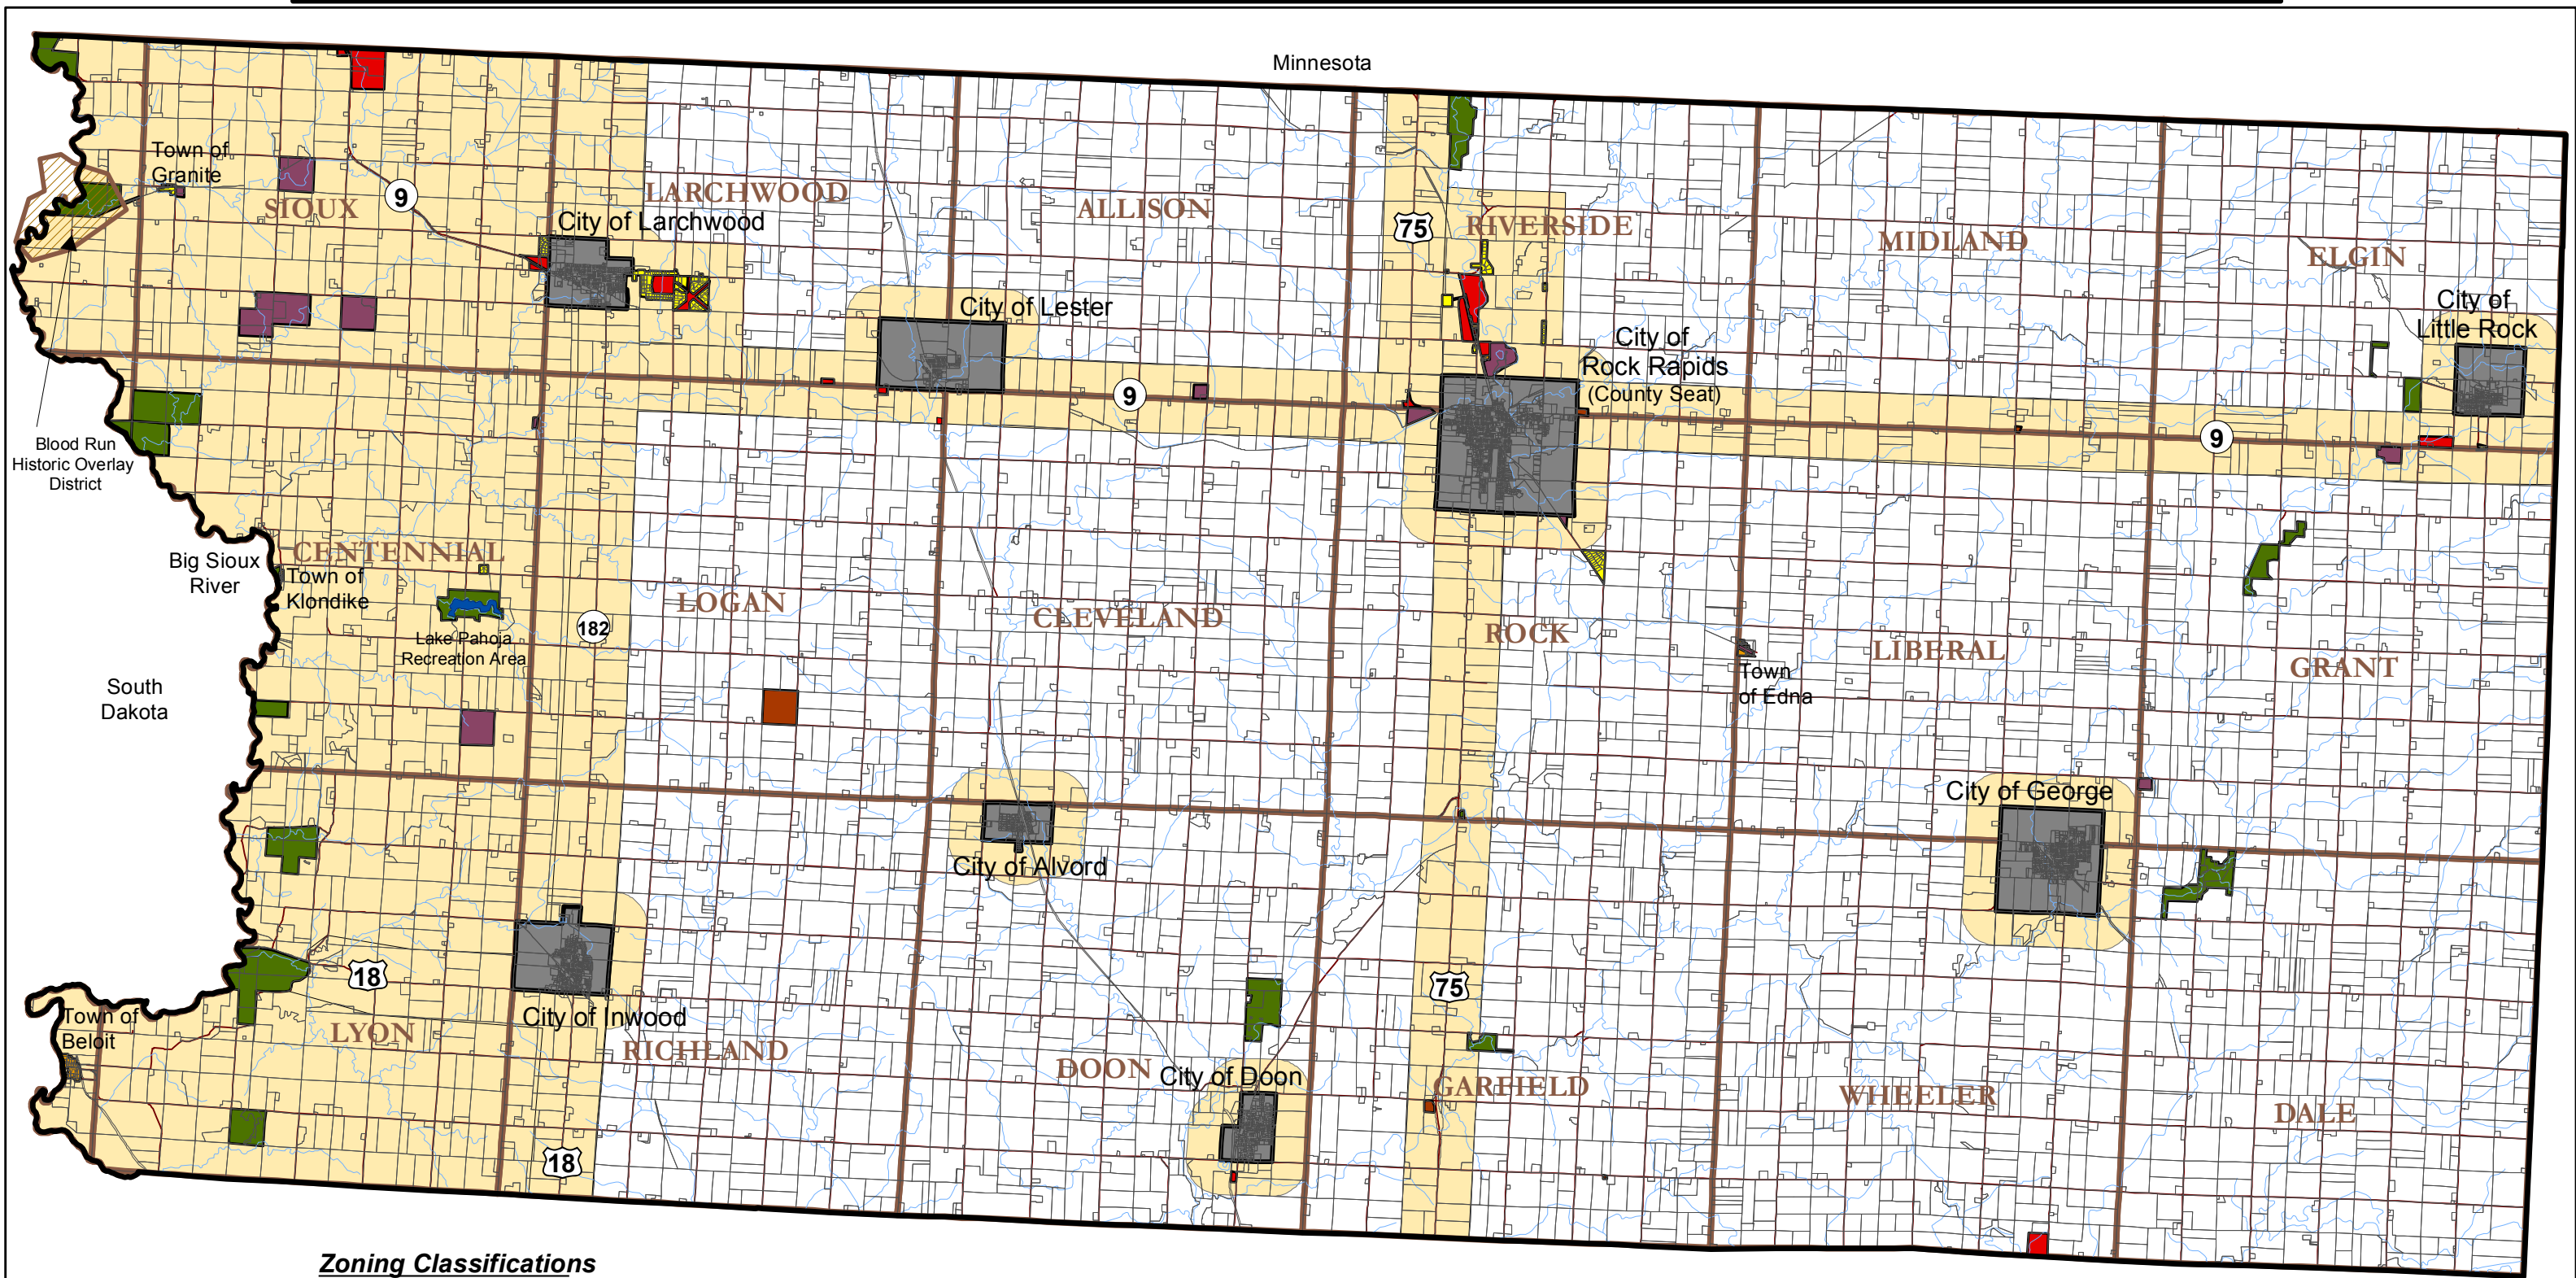 Minnesota
Town of
Granite
SIOUX
9
LARCHWOOD
City of Larchwood
ALLISON
75
RIVERSIDE
MIDLAND
ELGIN
City of Lester
City of
Little Rock
City of
Rock Rapids
(County Seat)
9
9
Blood Run
Historic Overlay
District
Big Sioux
River
CENTENNIAL
Town of
Klondike
Lake Pahoja
Recreation Area
182
LOGAN
CLEVELAND
ROCK
LIBERAL
GRANT
Town
of Edna
South
Dakota
City of George
City of Alvord
18
Town of
Beloit
LYON
City of Inwood
RICHLAND
75
DOON
City of Doon
GARFIELD
WHEELER
DALE
18
Zoning Classifications